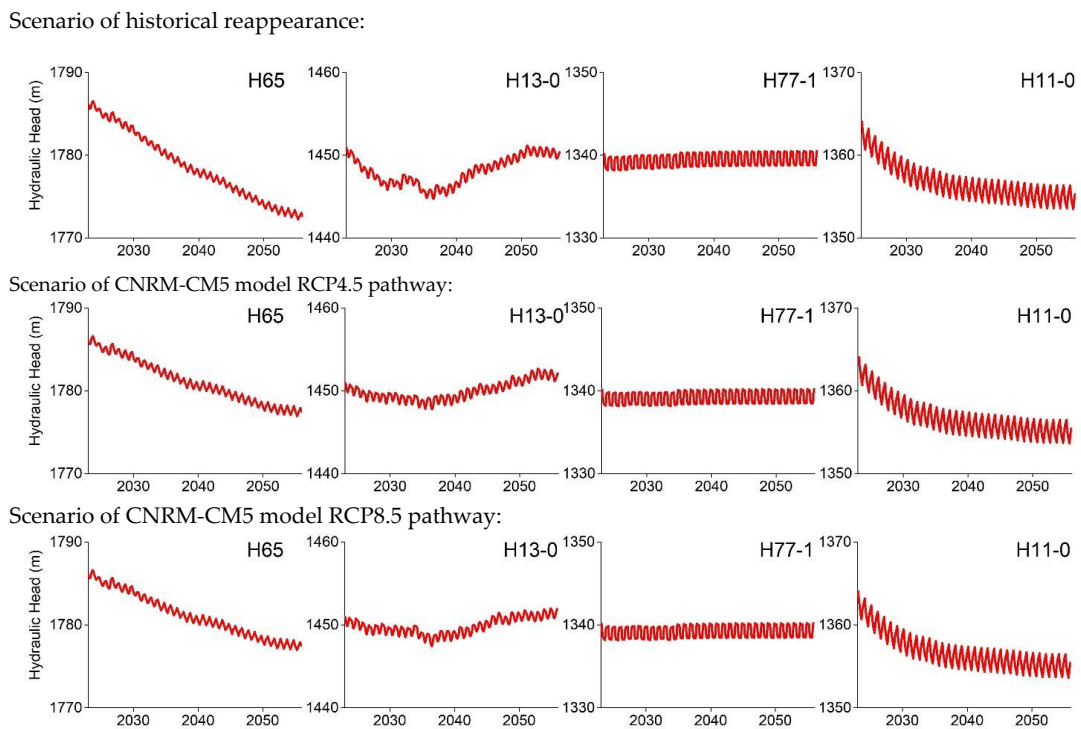 Scenario of historical reappearance:
Hydraulic Head (m)
1790
1780
1770
H65
2030 2040 2050
1460
1450
1440
H13-0
2030 2040 2050
1350
1340
1330
H77-1
2030 2040 2050
1370
1360
1350
H11-0
2030 2040 2050
Scenario of CNRM-CM5 model RCP4.5 pathway:
Hydraulic Head (m)
1790
1780
1770
H65
2030 2040 2050
1460
1450
1440
H13-0
2030 2040 2050
1350
1340
1330
H77-1
2030 2040 2050
1370
1360
1350
H11-0
2030 2040 2050
Scenario of CNRM-CM5 model RCP8.5 pathway:
Hydraulic Head (m)
1790
1780
1770
H65
2030 2040 2050
1460
1450
1440
H13-0
2030 2040 2050
1350
1340
1330
H77-1
2030 2040 2050
1370
1360
1350
H11-0
2030 2040 2050